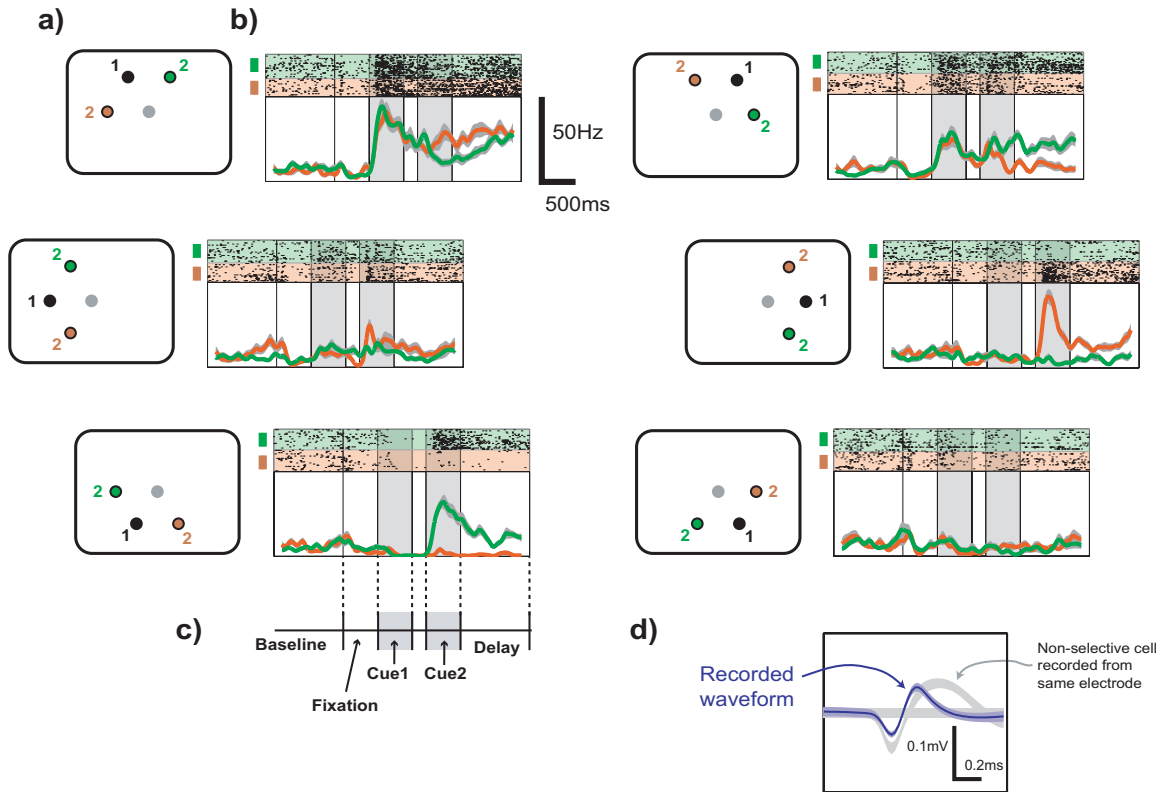 a)
b)
1
2
2
50Hz
500ms
2
1
2
2
1
2
2
1
2
2
1
2
2
2
1
c)
Baseline
Cue1
Cue2
Delay
Fixation
d)
Recorded
waveform
Non-selective cell
recorded from
same electrode
0.1mV
0.2ms